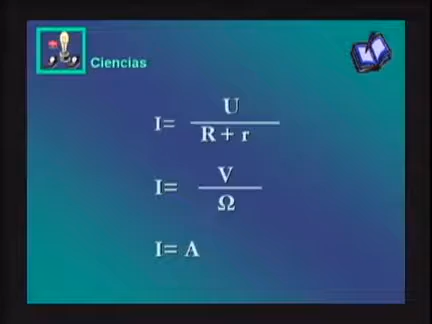 Ciencias
I= U
R + r
I= V
Ω
I= A